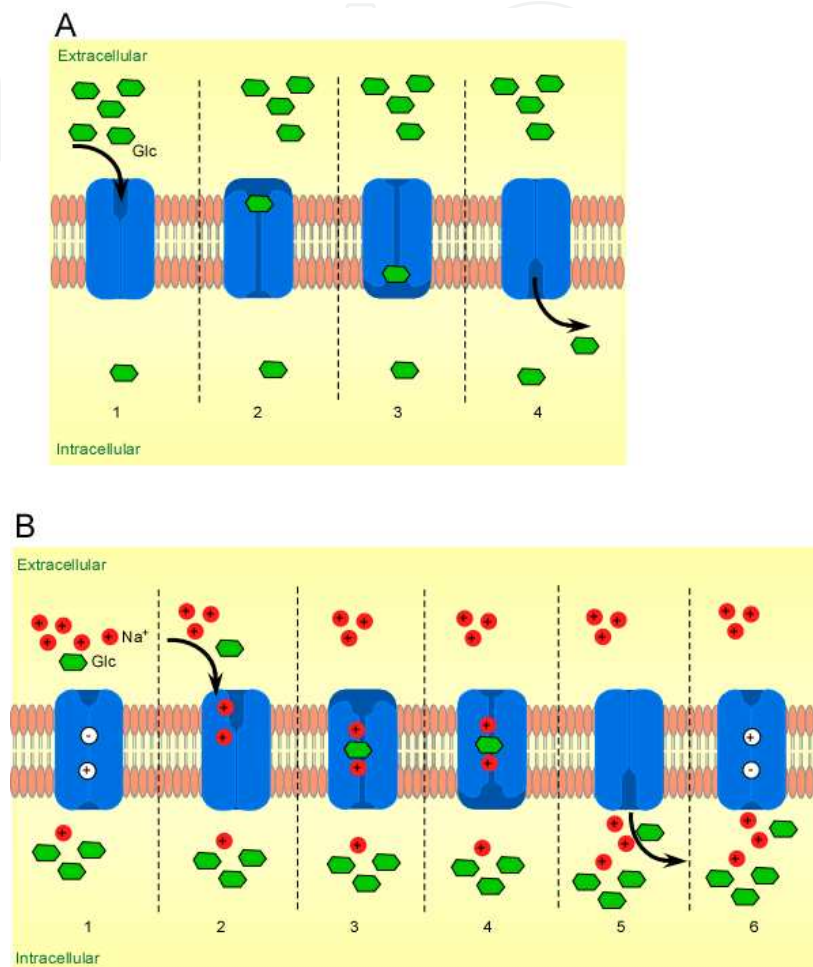 A
Extracellular
Glc
1 2 3 4
Intracellular
B
Extracellular
Na⁺
Glc
+ + + + + + + +
+ + + + +
- + + + + + +
+ + + + -
+ + + + + + + + +
1 2 3 4 5 6
Intracellular